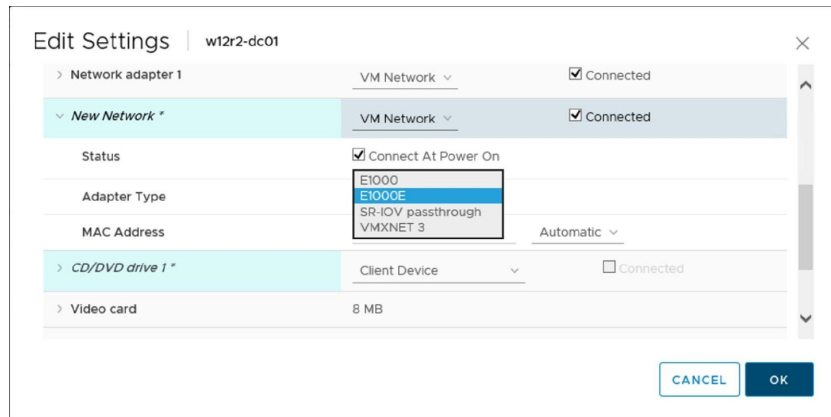 Edit Settings w12r2-dc01
Network adapter 1 VM Network Connected
New Network * VM Network Connected
Status Connect At Power On
Adapter Type E1000
E1000E
SR-IOV passthrough
MAC Address VMXNET 3 Automatic
CD/DVD drive 1 * Client Device Connected
Video card 8 MB
CANCEL OK